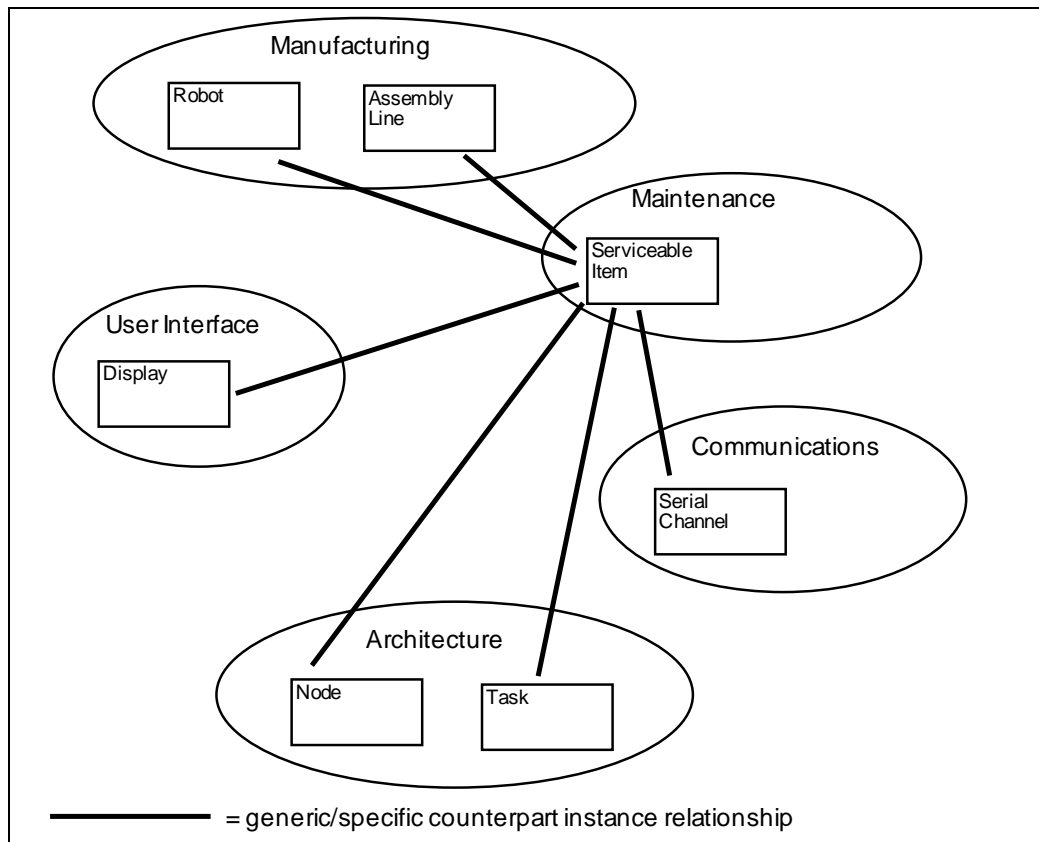 Manufacturing
Robot
Assembly
Line
Maintenance
Serviceable
Item
User Interface
Display
Communications
Serial
Channel
Architecture
Node
Task
= generic/specific counterpart instance relationship